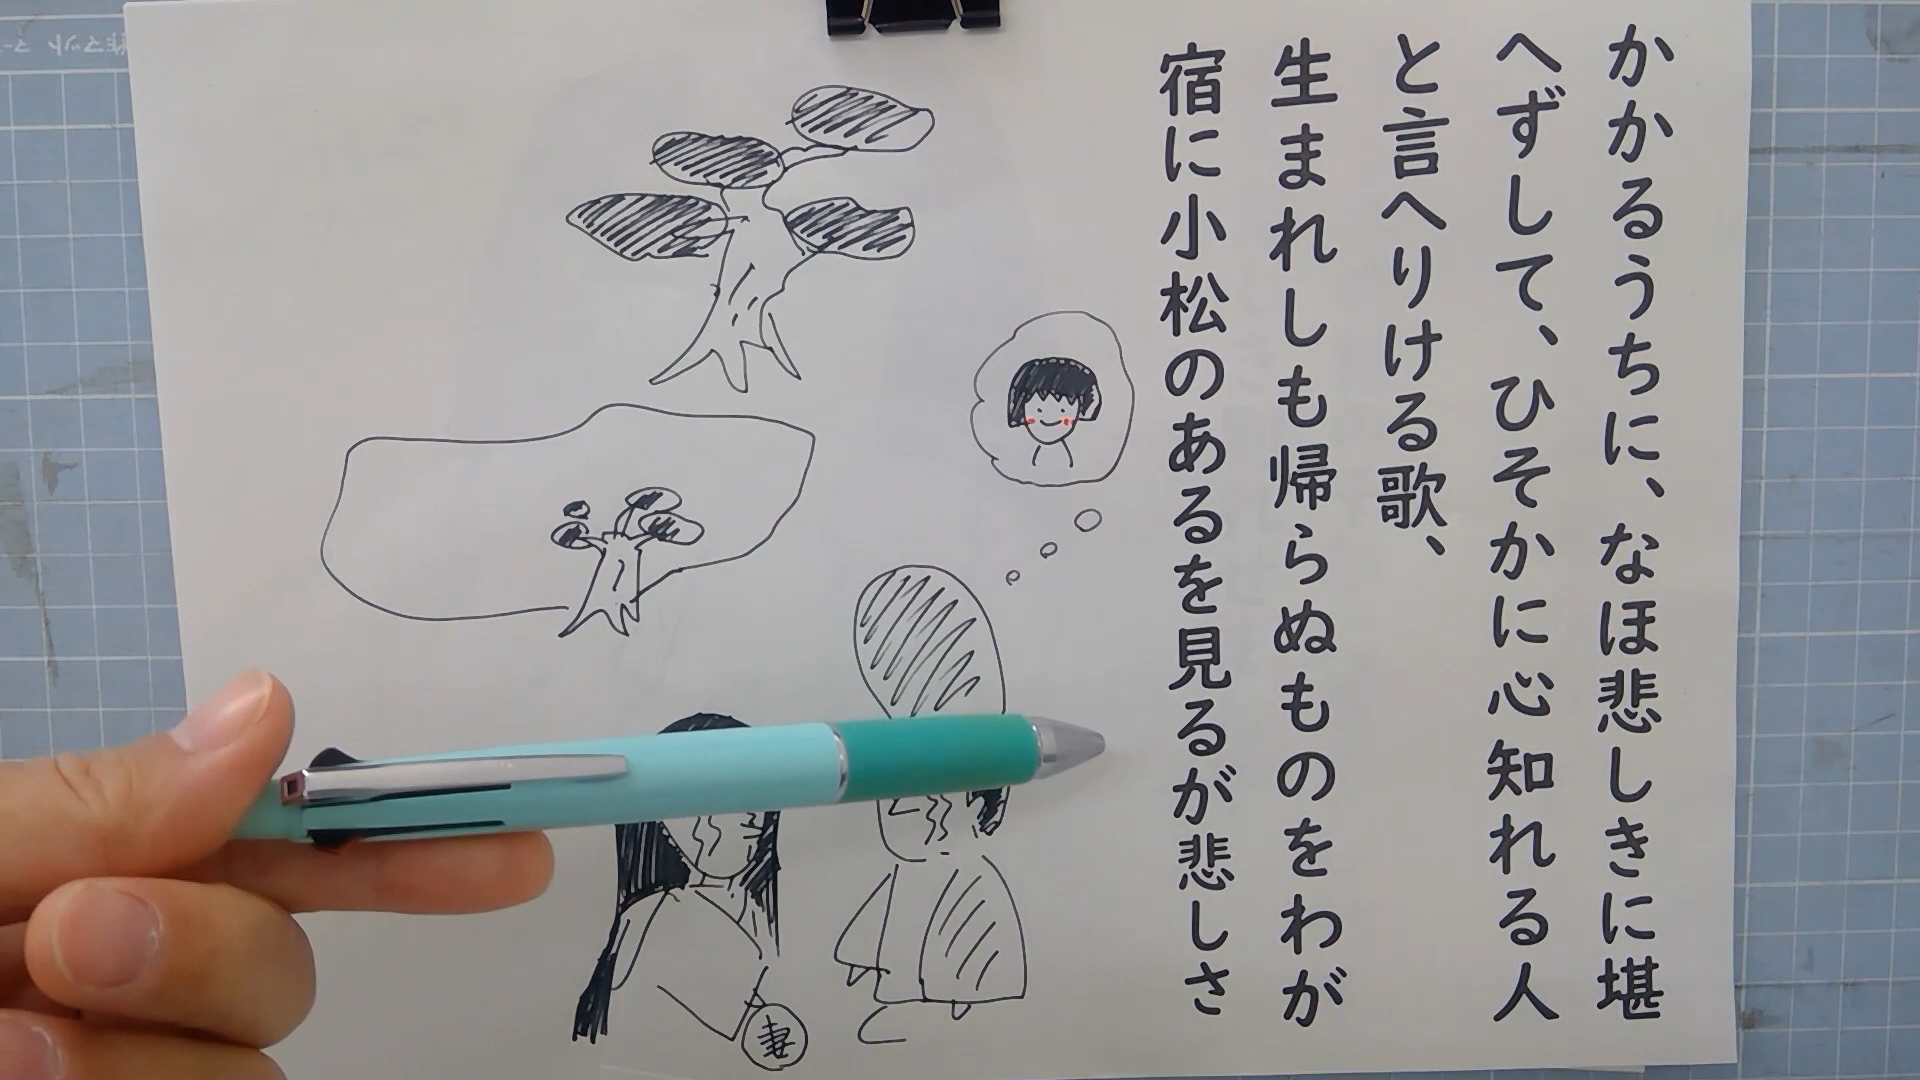 かかるうちに、なほ悲しきに堪
へずして、ひそかに心知れる人
と言へりける歌、
生まれしも帰らぬものをわが
宿に小松のあるを見るが悲しさ
妻